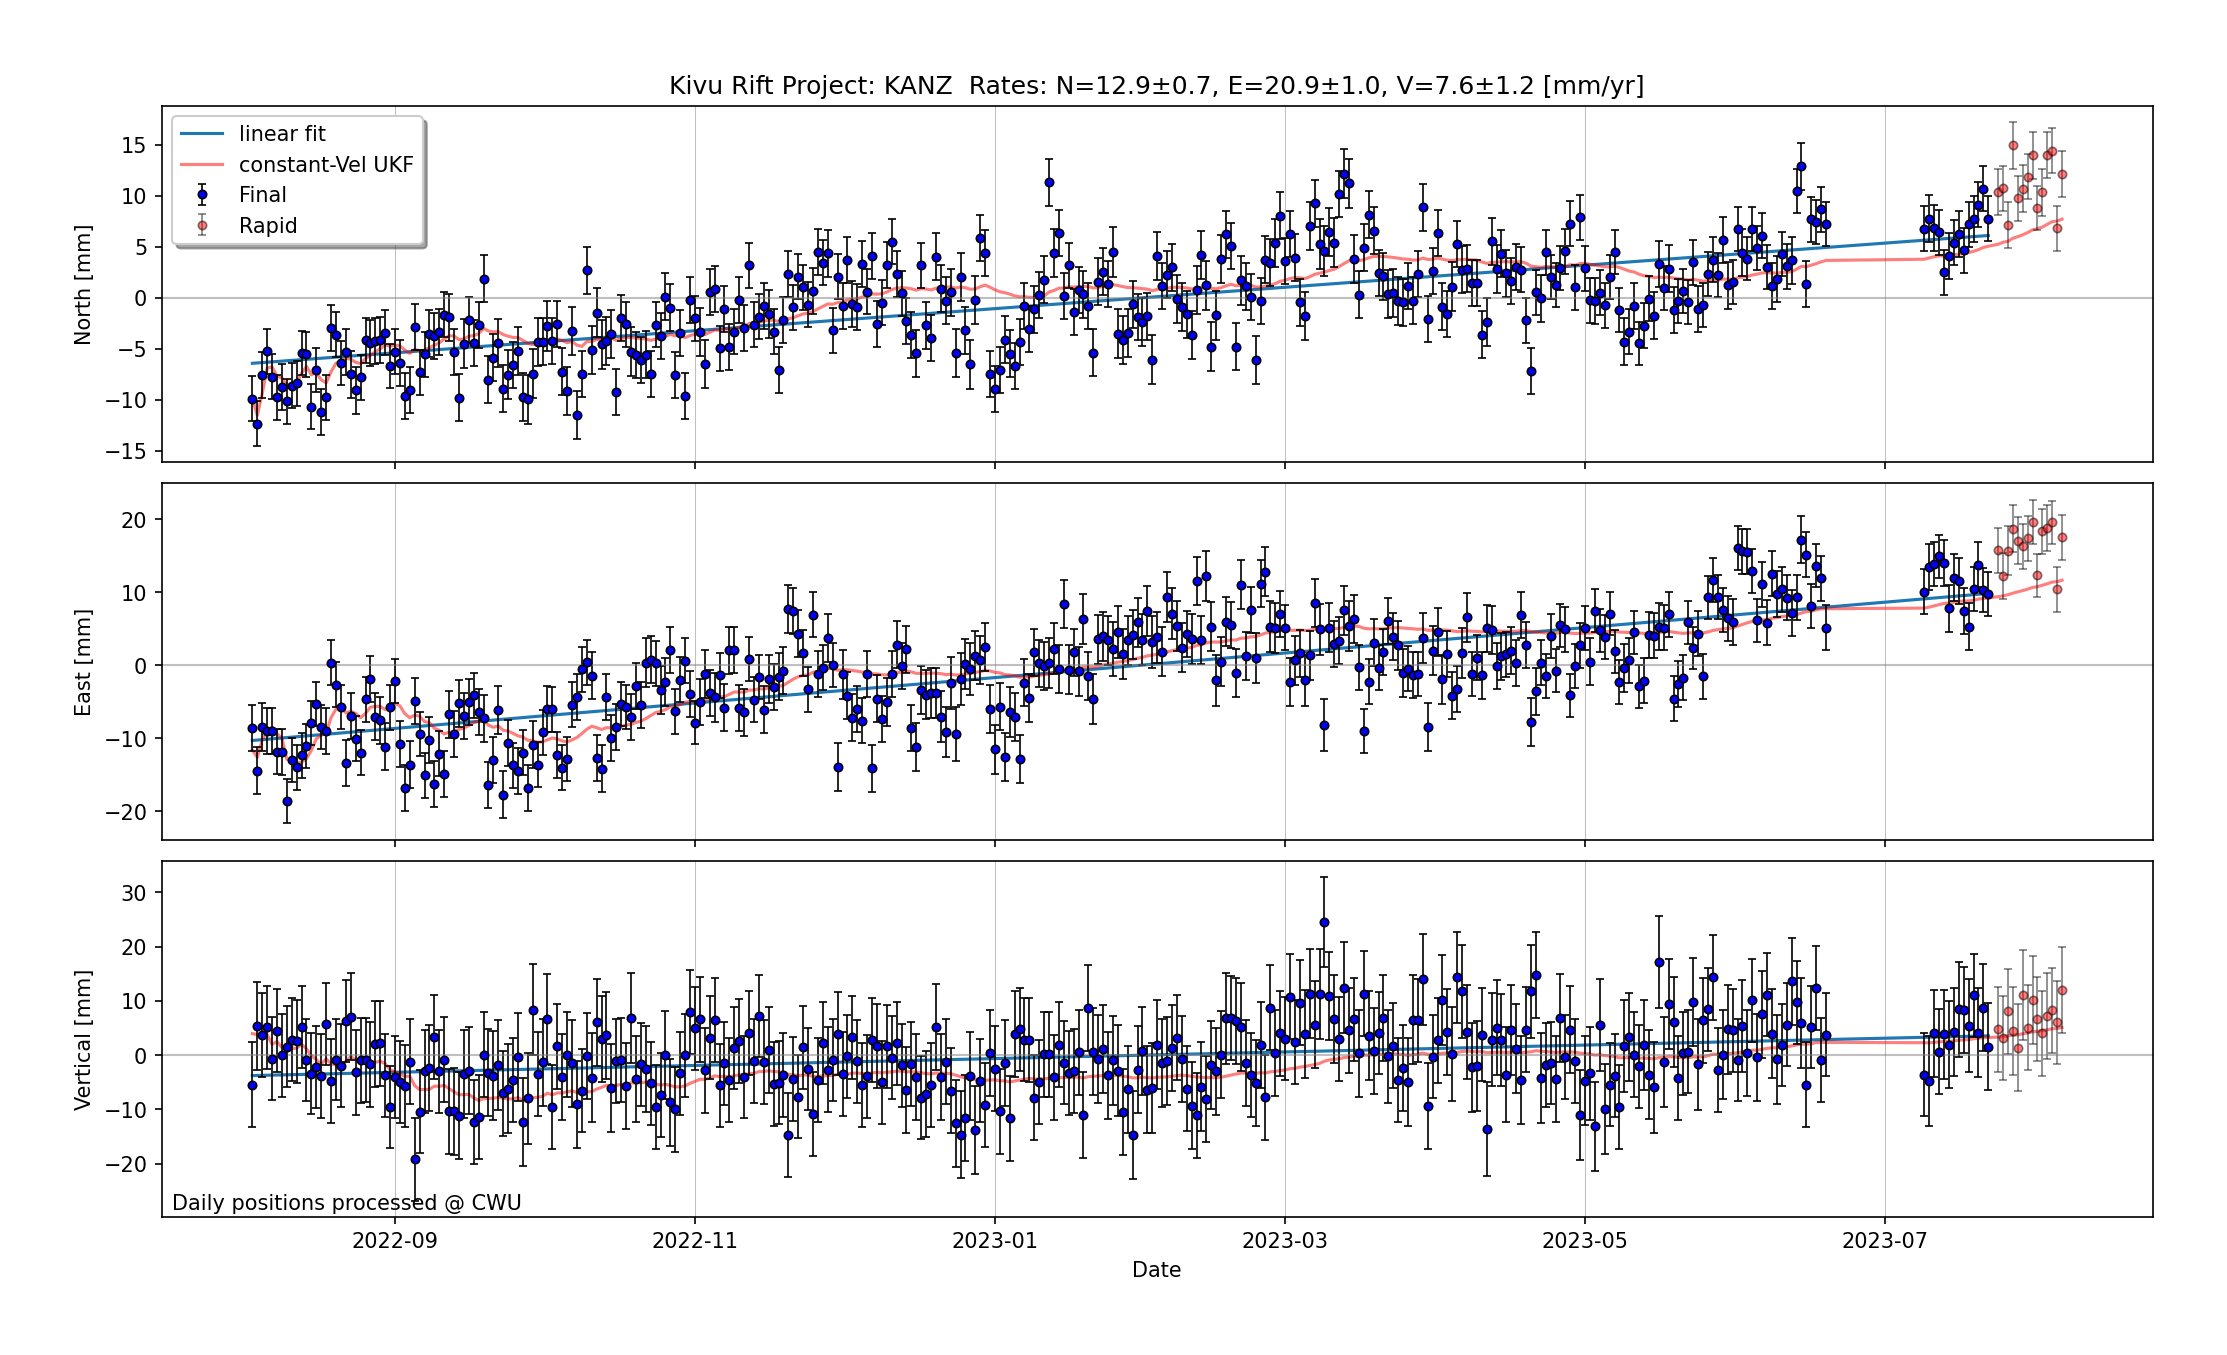 Kivu Rift Project: KANZ  Rates: N=12.9±0.7, E=20.9±1.0, V=7.6±1.2 [mm/yr]
linear fit
constant-Vel UKF
Final
Rapid
North [mm]
15
10
5
0
−5
−10
−15
East [mm]
20
10
0
−10
−20
Vertical [mm]
30
20
10
0
−10
−20
Daily positions processed @ CWU
2022-09 2022-11 2023-01 2023-03 2023-05 2023-07
Date